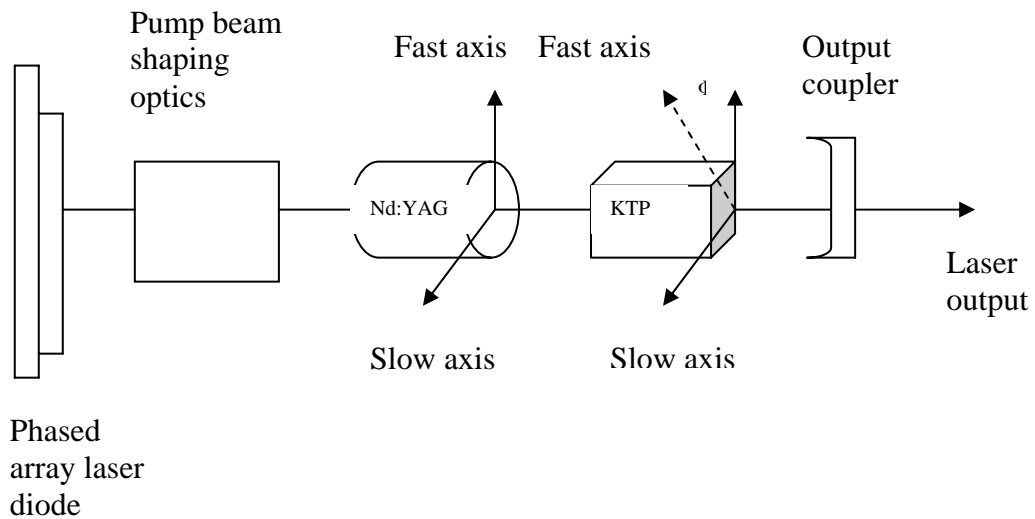 Pump beam
shaping
optics
Fast axis
Fast axis
Output
coupler
Nd:YAG
KTP
Laser
output
Slow axis
Slow axis
Phased
array laser
diode